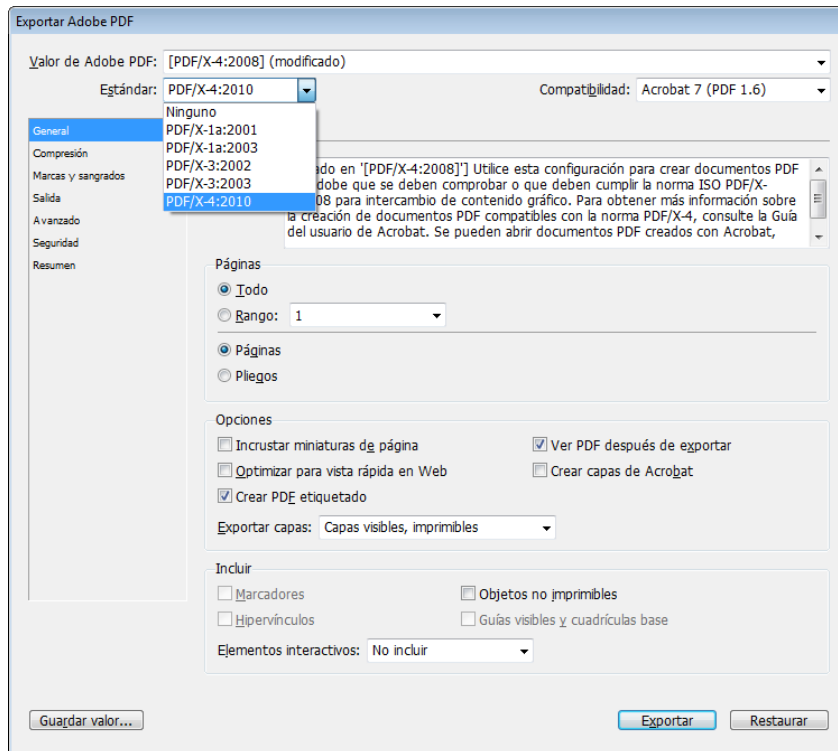 Exportar Adobe PDF
Valor de Adobe PDF: [PDF/X-4:2008] (modificado)
Estándar: PDF/X-4:2010 Compatibilidad: Acrobat 7 (PDF 1.6)
Ninguno
PDF/X-1a:2001
PDF/X-1a:2003
PDF/X-3:2002
PDF/X-3:2003
PDF/X-4:2010
General
Compresión
Marcas y sangrados
Salida
Avanzado
Seguridad
Resumen
en '[PDF/X-4:2008]'] Utilice esta configuración para crear documentos PDF
que se deben comprobar o que deben cumplir la norma ISO PDF/X-
para intercambio de contenido gráfico. Para obtener más información sobre
la creación de documentos PDF compatibles con la norma PDF/X-4, consulte la Guía
del usuario de Acrobat. Se pueden abrir documentos PDF creados con Acrobat,
Páginas
Todo
Rango: 1
Páginas
Pliegos
Opciones
Incrustar miniaturas de página Ver PDF después de exportar
Optimizar para vista rápida en Web Crear capas de Acrobat
Crear PDF etiquetado
Exportar capas: Capas visibles, imprimibles
Incluir
Marcadores Objetos no imprimibles
Hipervínculos Guías visibles y cuadrículas base
Elementos interactivos: No incluir
Guardar valor... Exportar Restaurar